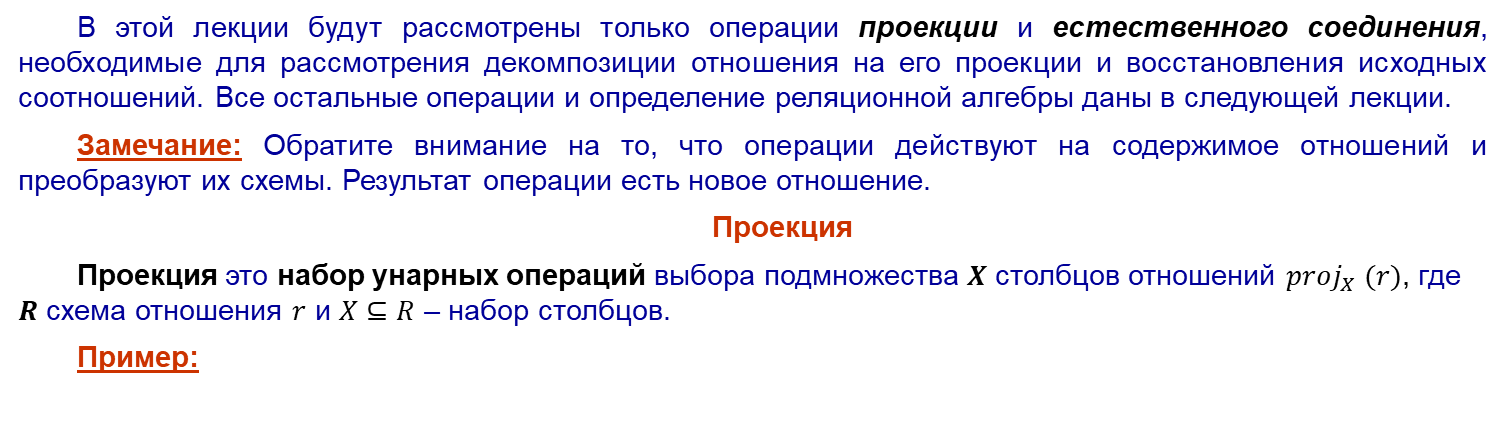 В этой лекции будут рассмотрены только операции проекции и естественного соединения,
необходимые для рассмотрения декомпозиции отношения на его проекции и восстановления исходных
соотношений. Все остальные операции и определение реляционной алгебры даны в следующей лекции.
Замечание: Обратите внимание на то, что операции действуют на содержимое отношений и
преобразуют их схемы. Результат операции есть новое отношение.
Проекция
Проекция это набор унарных операций выбора подмножества X столбцов отношений proj_X (r), где
R схема отношения r и X ⊆ R – набор столбцов.
Пример: